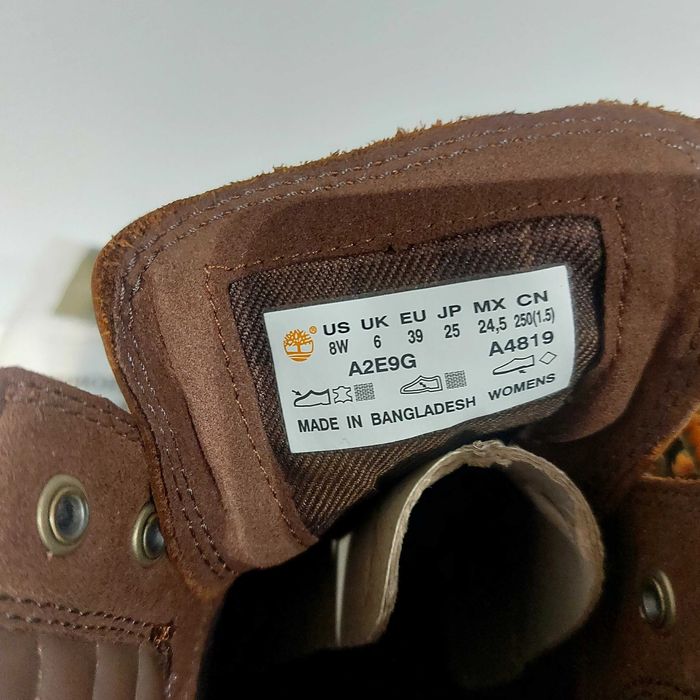 ® US UK EU JP MX CN
8W 6 39 25 24,5 250(1.5)
A2E9G A4819
WOMENS
MADE IN BANGLADESH